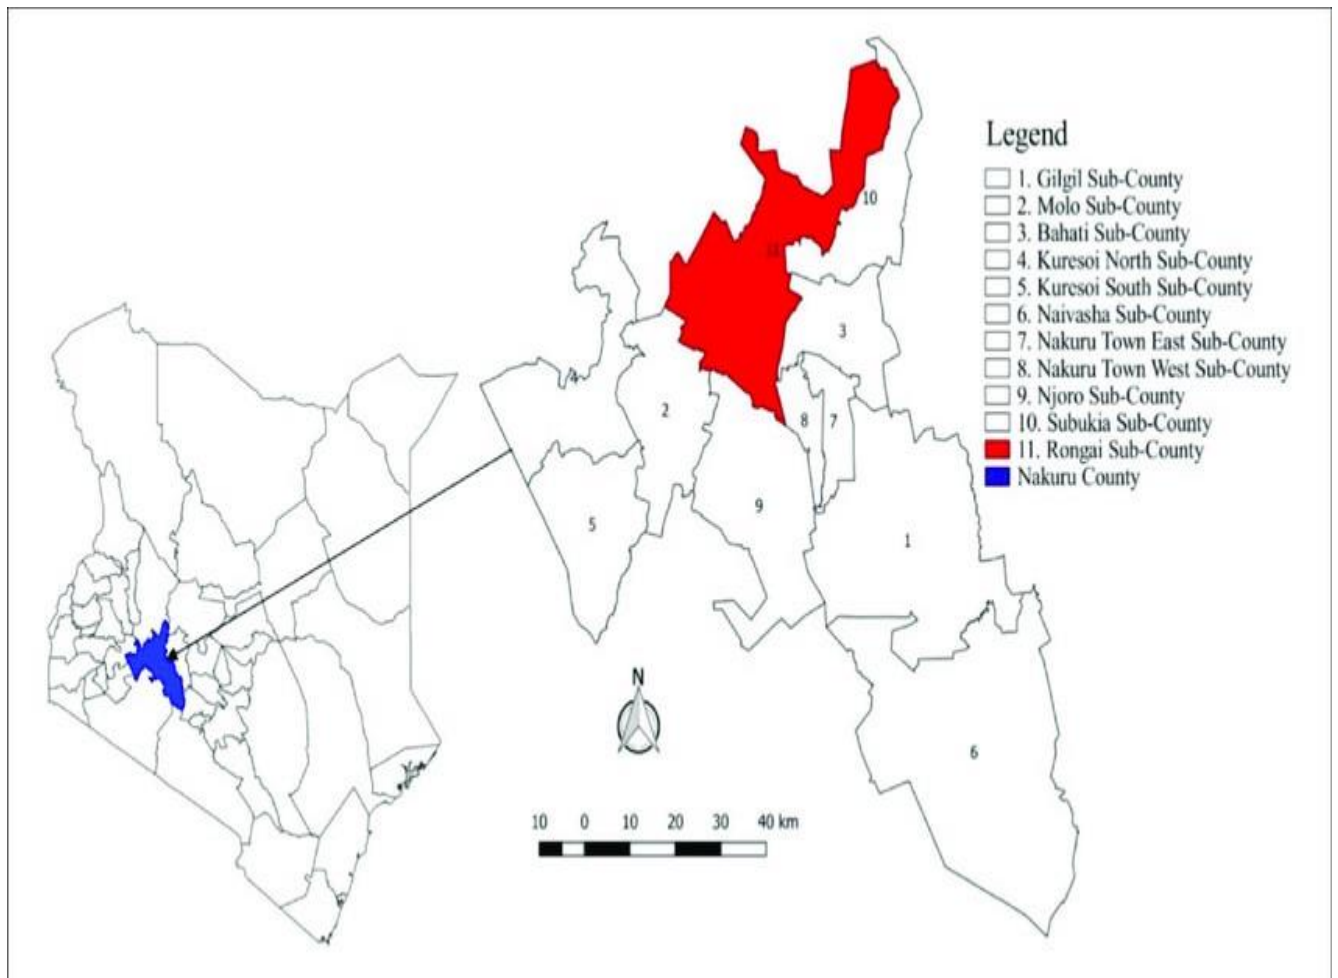 Legend
1. Gilgil Sub-County
2. Molo Sub-County
3. Bahati Sub-County
4. Kuresoi North Sub-County
5. Kuresoi South Sub-County
6. Naivasha Sub-County
7. Nakuru Town East Sub-County
8. Nakuru Town West Sub-County
9. Njoro Sub-County
10. Subukia Sub-County
11. Rongai Sub-County
Nakuru County
10
11
3
4
2
8
7
9
5
1
6
N
10 0 10 20 30 40 km